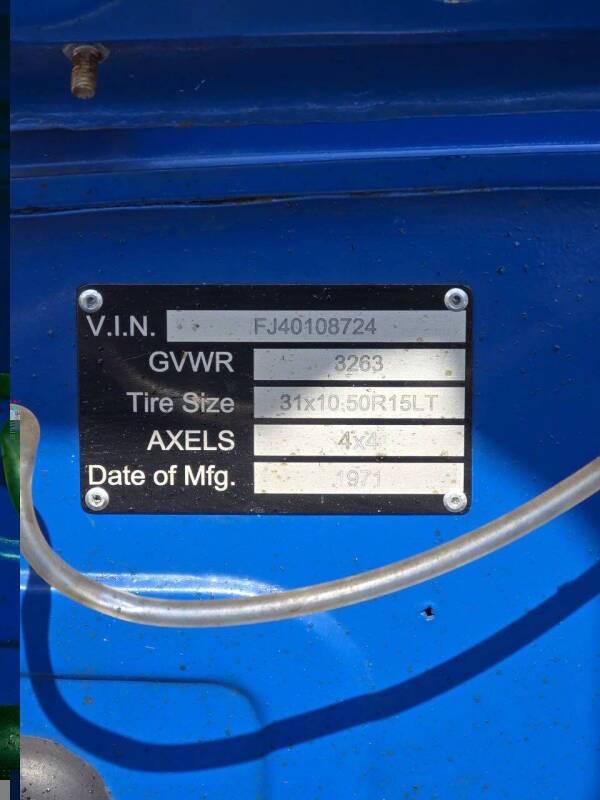 V.I.N. FJ40108724
GVWR 3263
Tire Size 31x10.50R15LT
AXELS 4x4
Date of Mfg. 1971